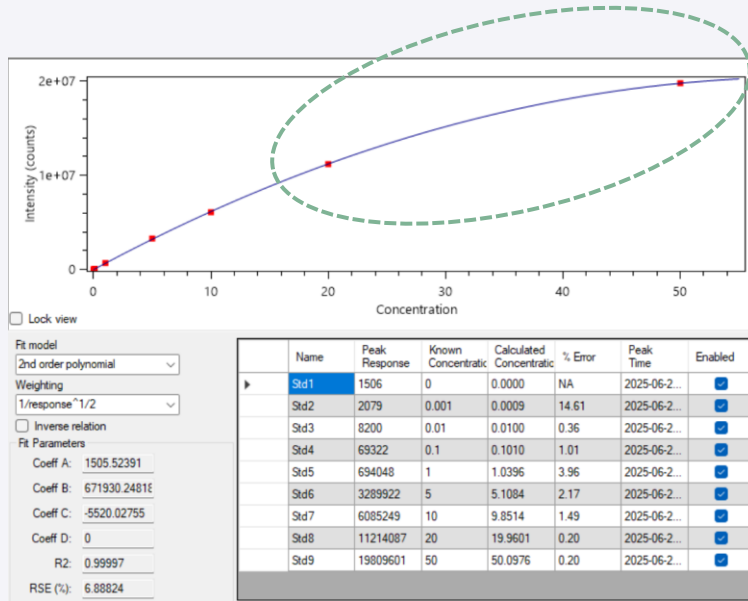 2e+07
1e+07
0
Intensity (counts)
0 10 20 30 40 50
Concentration
Lock view
Fit model
2nd order polynomial
Weighting
1/response^1/2
Inverse relation
Fit Parameters
Coeff A: 1505.52391
Coeff B: 671930.24818
Coeff C: -5520.02755
Coeff D: 0
R2: 0.99997
RSE (%): 6.88824
Name Peak Response Known Concentratic Calculated Concentratic % Error Peak Time Enabled
Std1 1506 0 0.0000 NA 2025-06-2...
Std2 2079 0.001 0.0009 14.61 2025-06-2...
Std3 8200 0.01 0.0100 0.36 2025-06-2...
Std4 69322 0.1 0.1010 1.01 2025-06-2...
Std5 694048 1 1.0396 3.96 2025-06-2...
Std6 3289922 5 5.1084 2.17 2025-06-2...
Std7 6085249 10 9.8514 1.49 2025-06-2...
Std8 11214087 20 19.9601 0.20 2025-06-2...
Std9 19809601 50 50.0976 0.20 2025-06-2...